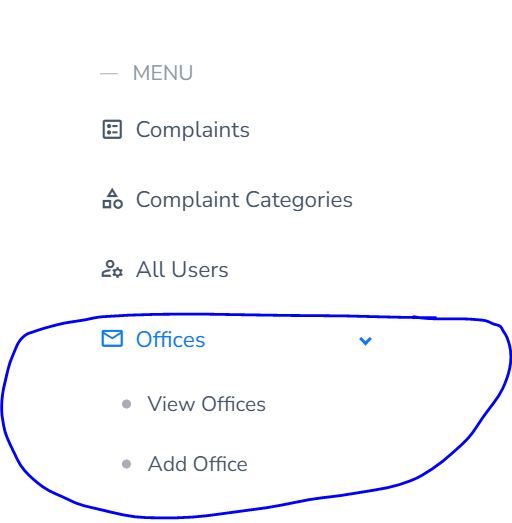 MENU
Complaints
Complaint Categories
All Users
Offices
View Offices
Add Office